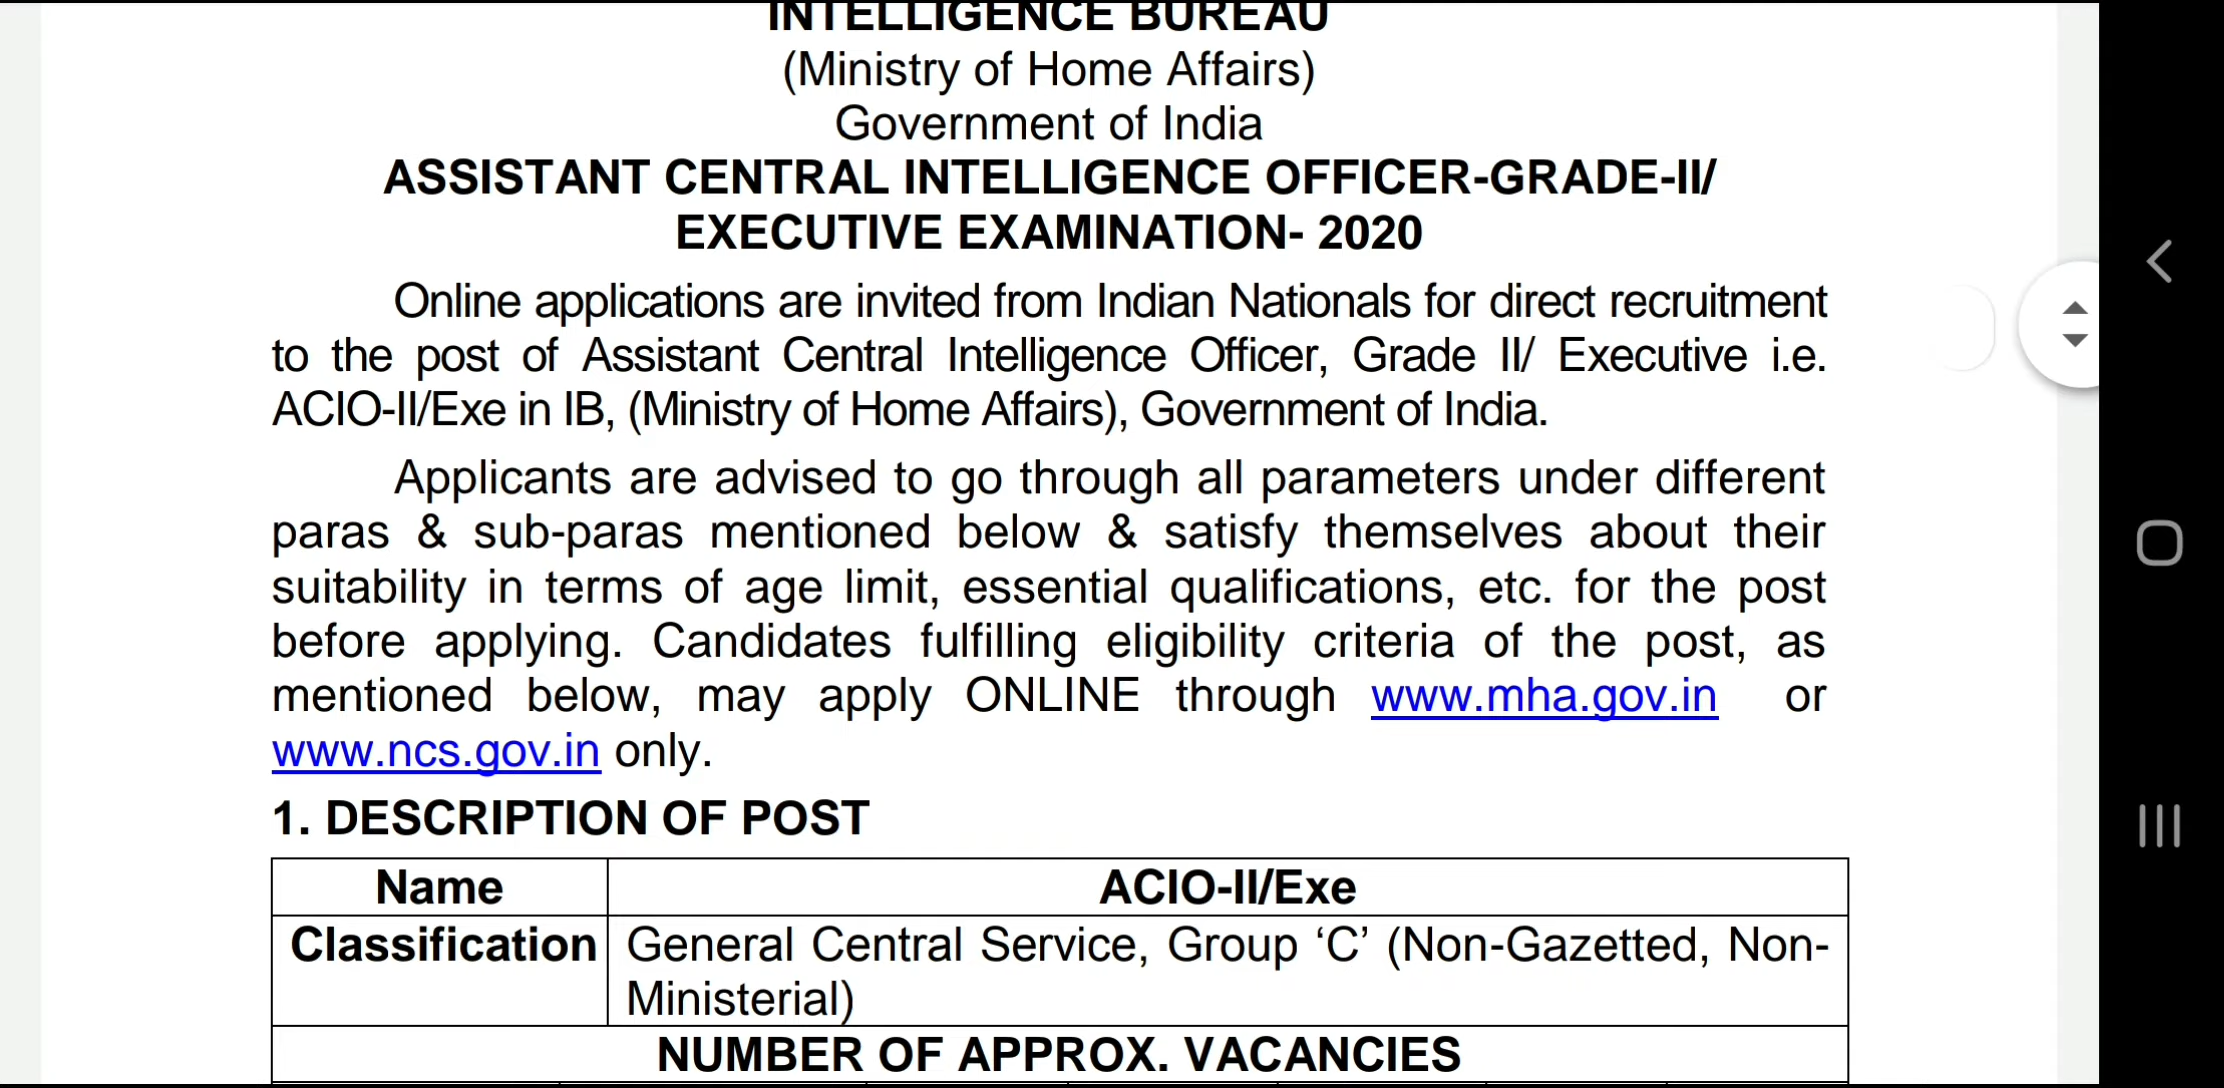 INTELLIGENCE BUREAU
(Ministry of Home Affairs)
Government of India
ASSISTANT CENTRAL INTELLIGENCE OFFICER-GRADE-II/
EXECUTIVE EXAMINATION- 2020
Online applications are invited from Indian Nationals for direct recruitment
to the post of Assistant Central Intelligence Officer, Grade II/ Executive i.e.
ACIO-II/Exe in IB, (Ministry of Home Affairs), Government of India.
Applicants are advised to go through all parameters under different
paras & sub-paras mentioned below & satisfy themselves about their
suitability in terms of age limit, essential qualifications, etc. for the post
before applying. Candidates fulfilling eligibility criteria of the post, as
mentioned below, may apply ONLINE through www.mha.gov.in or
www.ncs.gov.in only.
1. DESCRIPTION OF POST
Name ACIO-II/Exe
Classification General Central Service, Group ‘C’ (Non-Gazetted, Non-
Ministerial)
NUMBER OF APPROX. VACANCIES